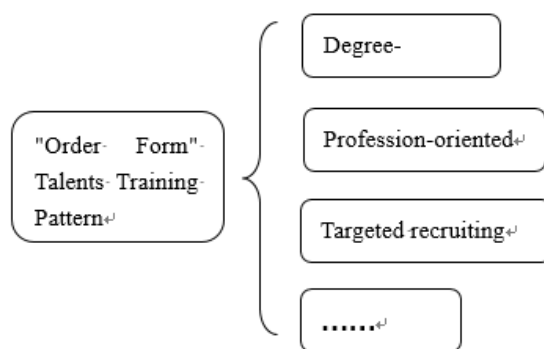 "Order Form"
Talents Training
Pattern
Degree-
Profession-oriented
Targeted recruiting
......